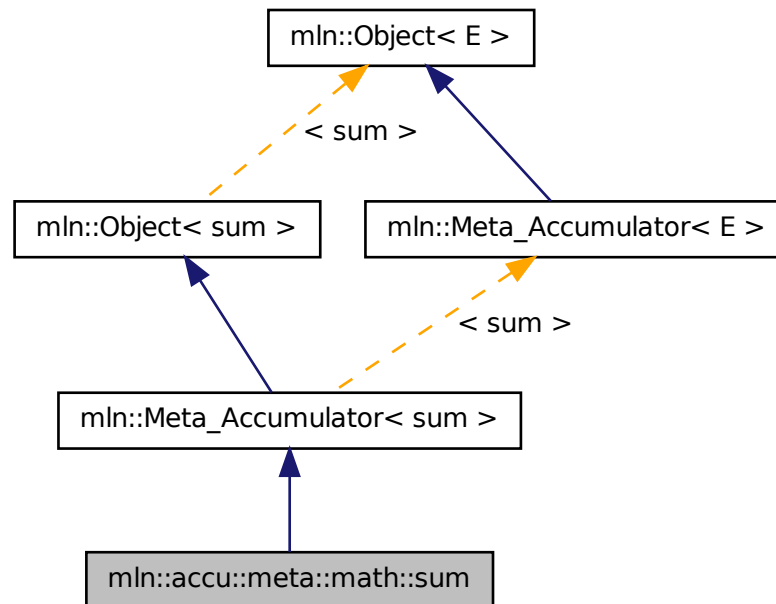 mln::Object< E >
< sum >
mln::Object< sum >
mln::Meta_Accumulator< E >
< sum >
mln::Meta_Accumulator< sum >
mln::accu::meta::math::sum